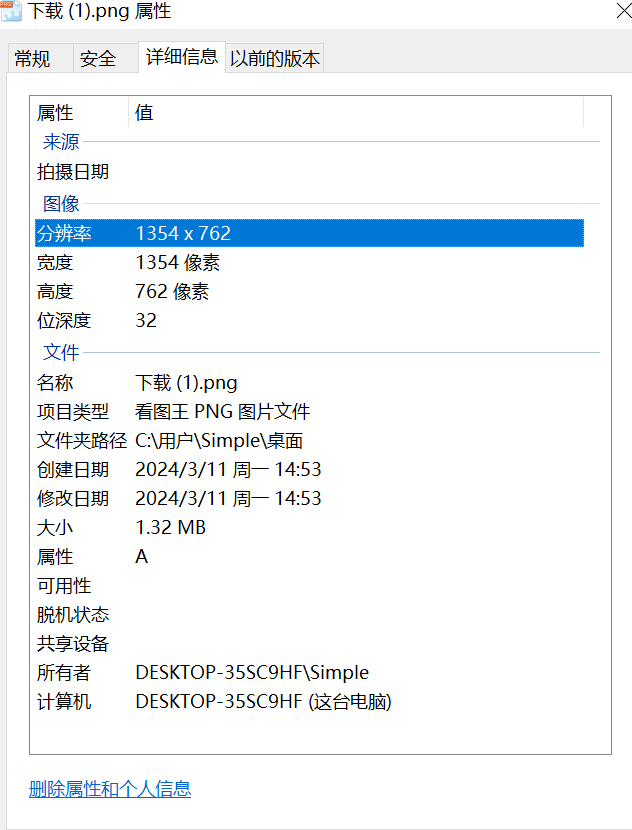 下载 (1).png 属性
常规 安全 详细信息 以前的版本
属性 值
来源
拍摄日期
图像
分辨率 1354 x 762
宽度 1354 像素
高度 762 像素
位深度 32
文件
名称 下载 (1).png
项目类型 看图王 PNG 图片文件
文件夹路径 C:\用户\Simple\桌面
创建日期 2024/3/11 周一 14:53
修改日期 2024/3/11 周一 14:53
大小 1.32 MB
属性 A
可用性
脱机状态
共享设备
所有者 DESKTOP-35SC9HF\Simple
计算机 DESKTOP-35SC9HF (这台电脑)
删除属性和个人信息